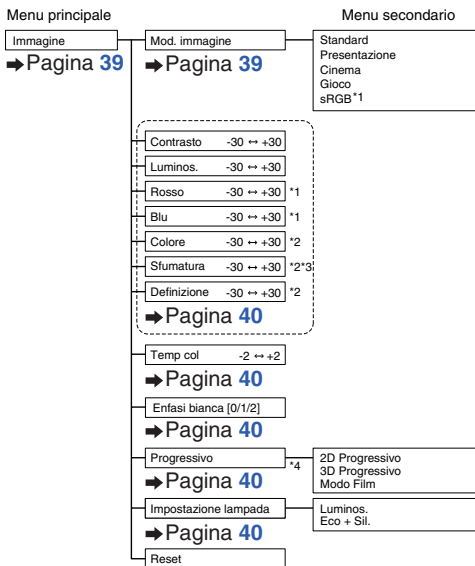 Menu principale Menu secondario
Immagine Mod. immagine Standard
➡Pagina 39 ➡Pagina 39 Presentazione
Cinema
Gioco
sRGB*1
Contrasto -30 ↔ +30
Luminos. -30 ↔ +30
Rosso -30 ↔ +30 *1
Blu -30 ↔ +30 *1
Colore -30 ↔ +30 *2
Sfumatura -30 ↔ +30 *2*3
Definizione -30 ↔ +30 *2
➡Pagina 40
Temp col -2 ↔ +2
➡Pagina 40
Enfasi bianca [0/1/2]
➡Pagina 40
Progressivo *4 2D Progressivo
➡Pagina 40 3D Progressivo
Modo Film
Impostazione lampada Luminos.
➡Pagina 40 Eco + Sil.
Reset